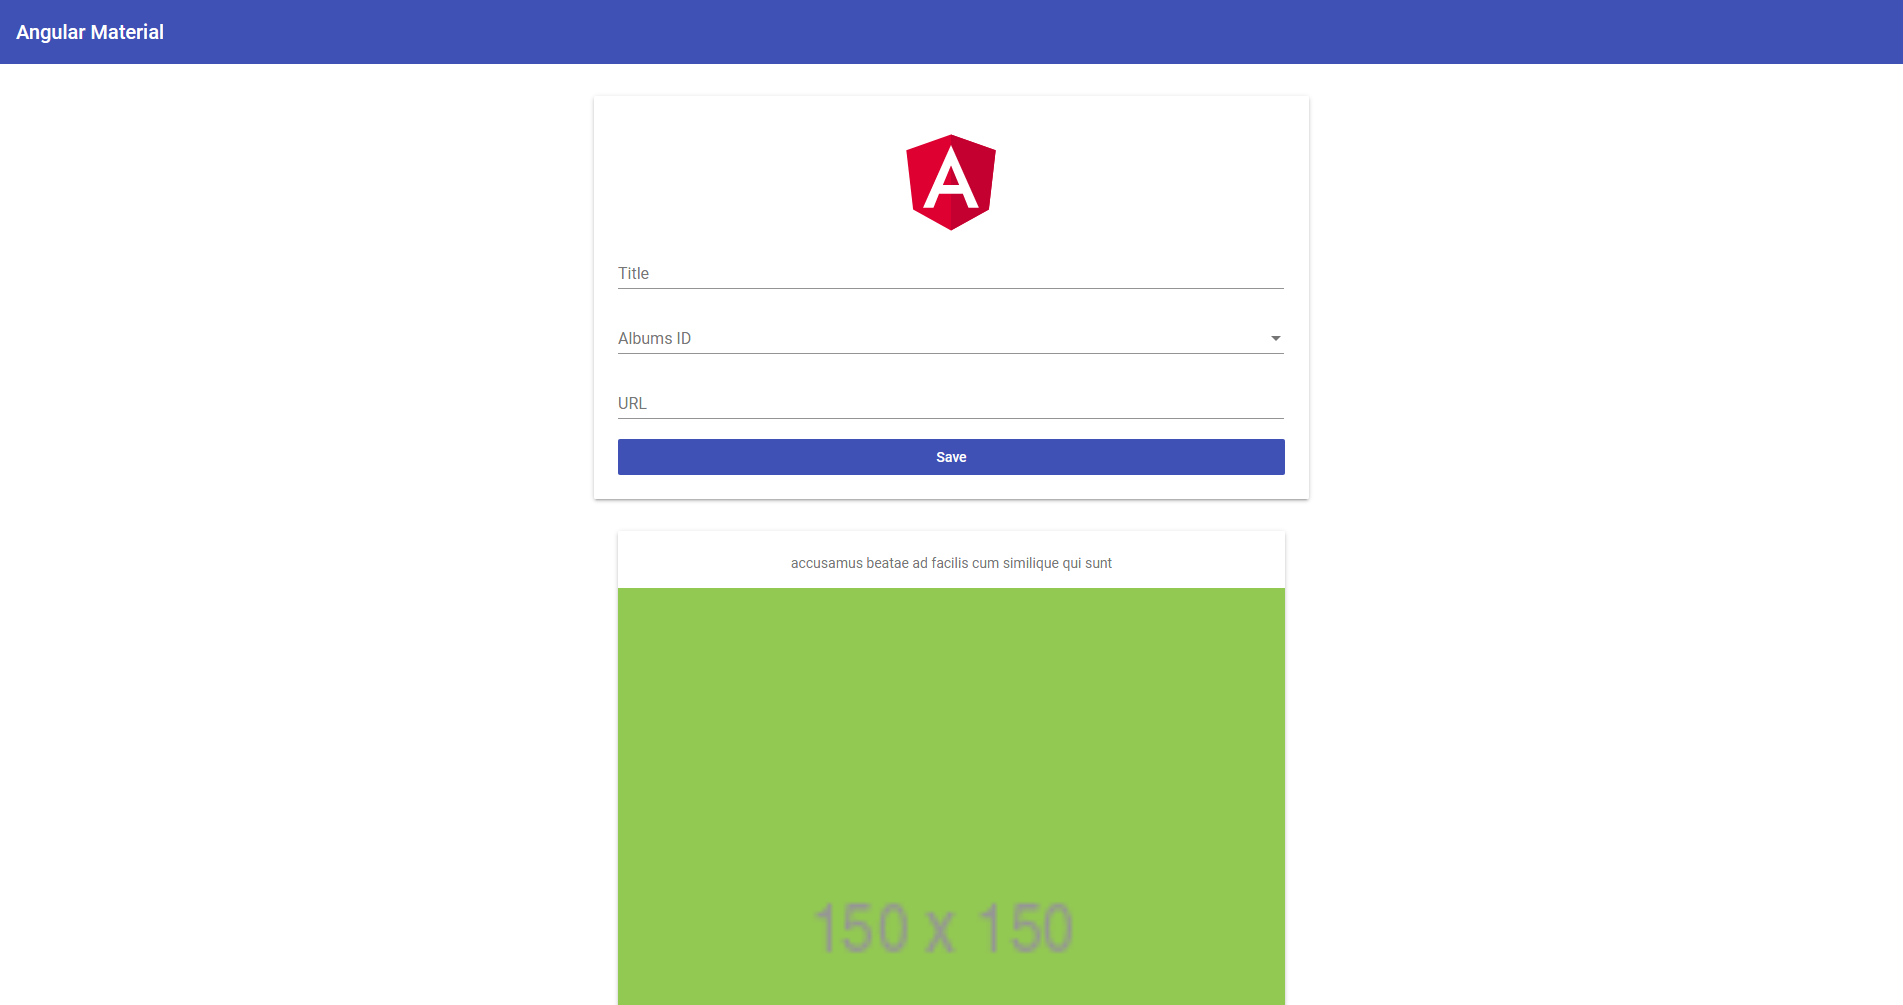 Angular Material
A
Title
Albums ID
URL
Save
accusamus beatae ad facilis cum similique qui sunt
150 x 150